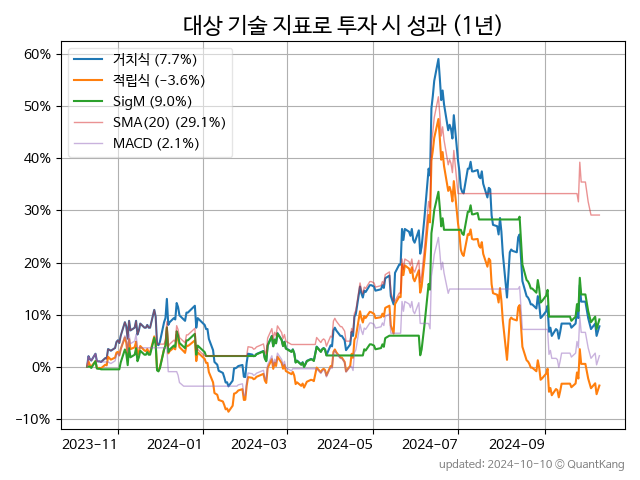 대상 기술 지표로 투자 시 성과 (1년)
60%
50%
40%
30%
20%
10%
0%
−10%
거치식 (7.7%)
적립식 (−3.6%)
SigM (9.0%)
SMA(20) (29.1%)
MACD (2.1%)
2023-11
2024-01
2024-03
2024-05
2024-07
2024-09
updated: 2024-10-10 © QuantKang